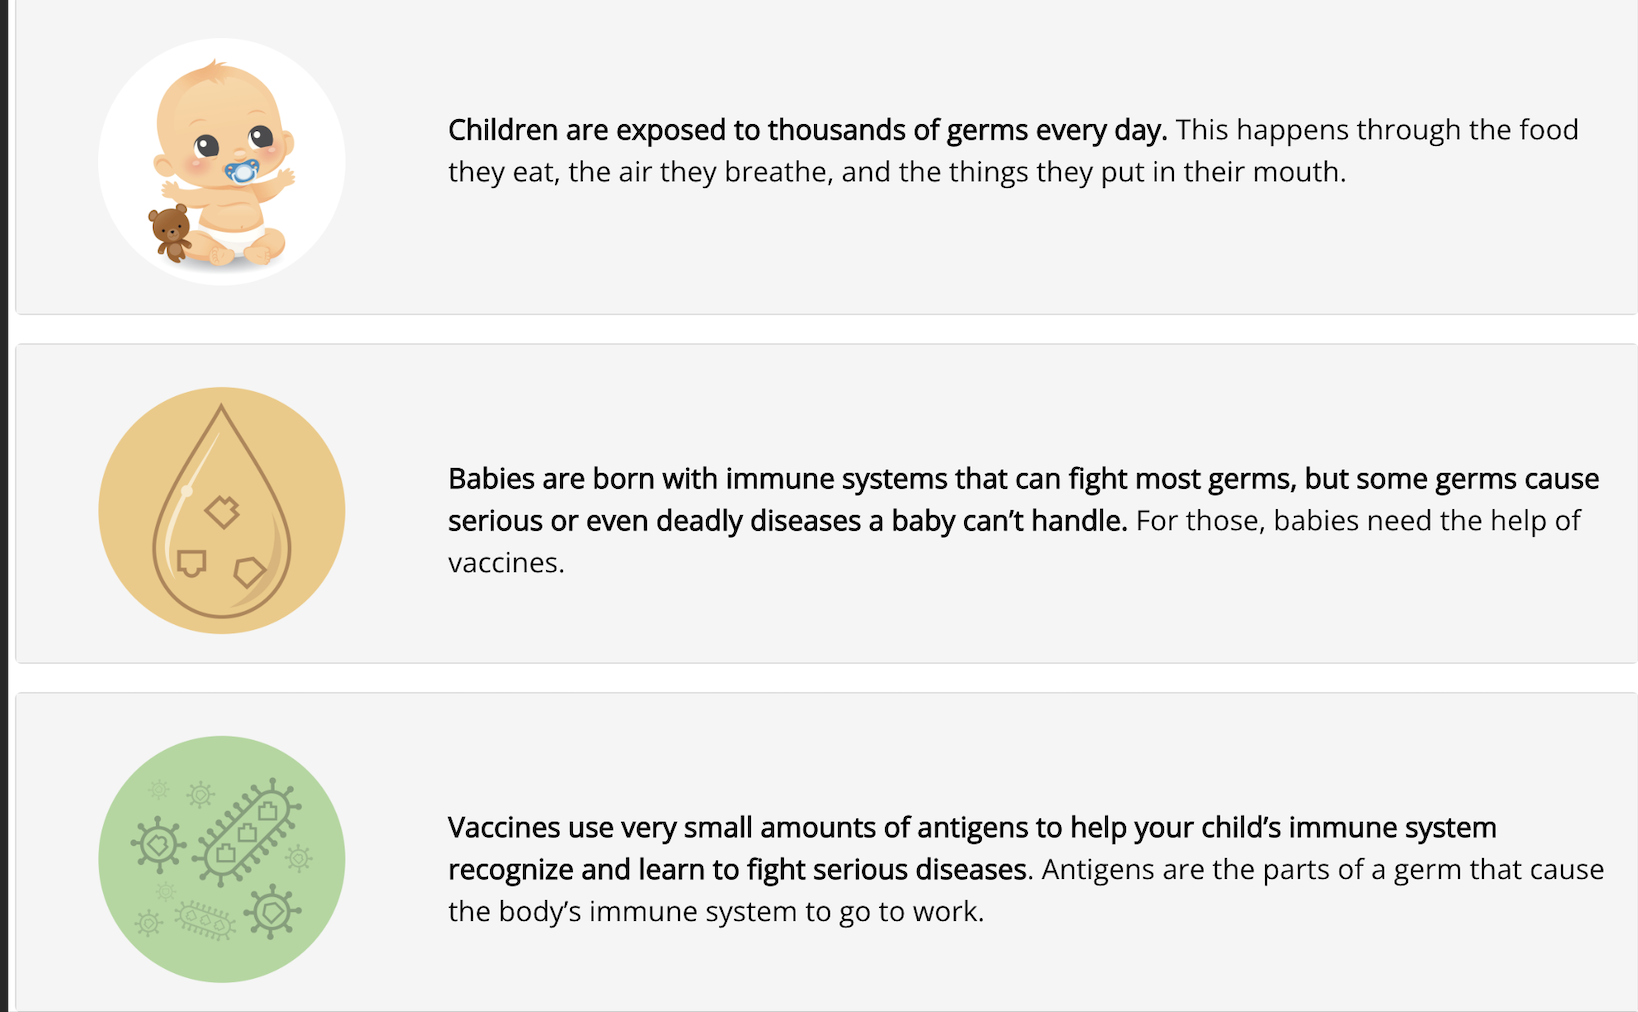 Children are exposed to thousands of germs every day. This happens through the food
they eat, the air they breathe, and the things they put in their mouth.
Babies are born with immune systems that can fight most germs, but some germs cause
serious or even deadly diseases a baby can’t handle. For those, babies need the help of
vaccines.
Vaccines use very small amounts of antigens to help your child’s immune system
recognize and learn to fight serious diseases. Antigens are the parts of a germ that cause
the body’s immune system to go to work.